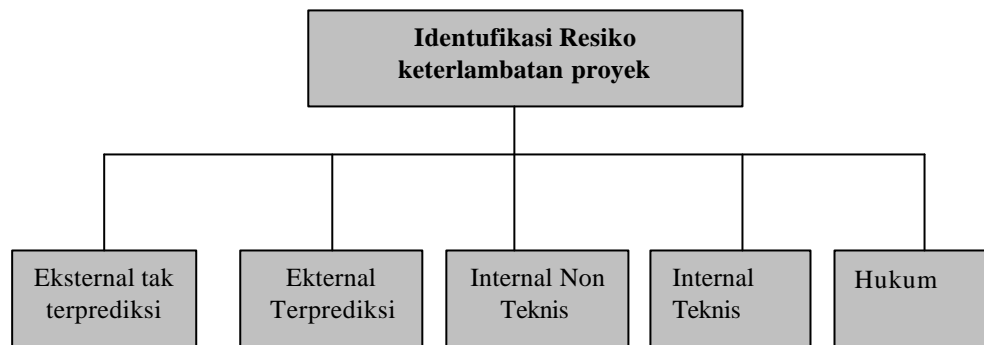 Identufikasi Resiko
keterlambatan proyek
Eksternal tak
terprediksi
Ekternal
Terprediksi
Internal Non
Teknis
Internal
Teknis
Hukum